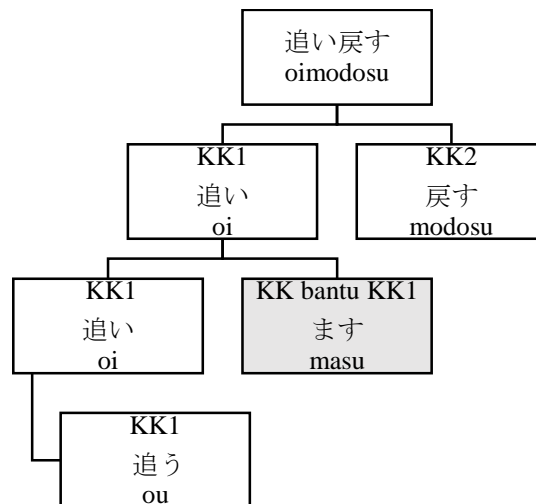 追い戻す
oimodosu
KK1
追い
oi
KK2
戻す
modosu
KK1
追い
oi
KK bantu KK1
ます
masu
KK1
追う
ou